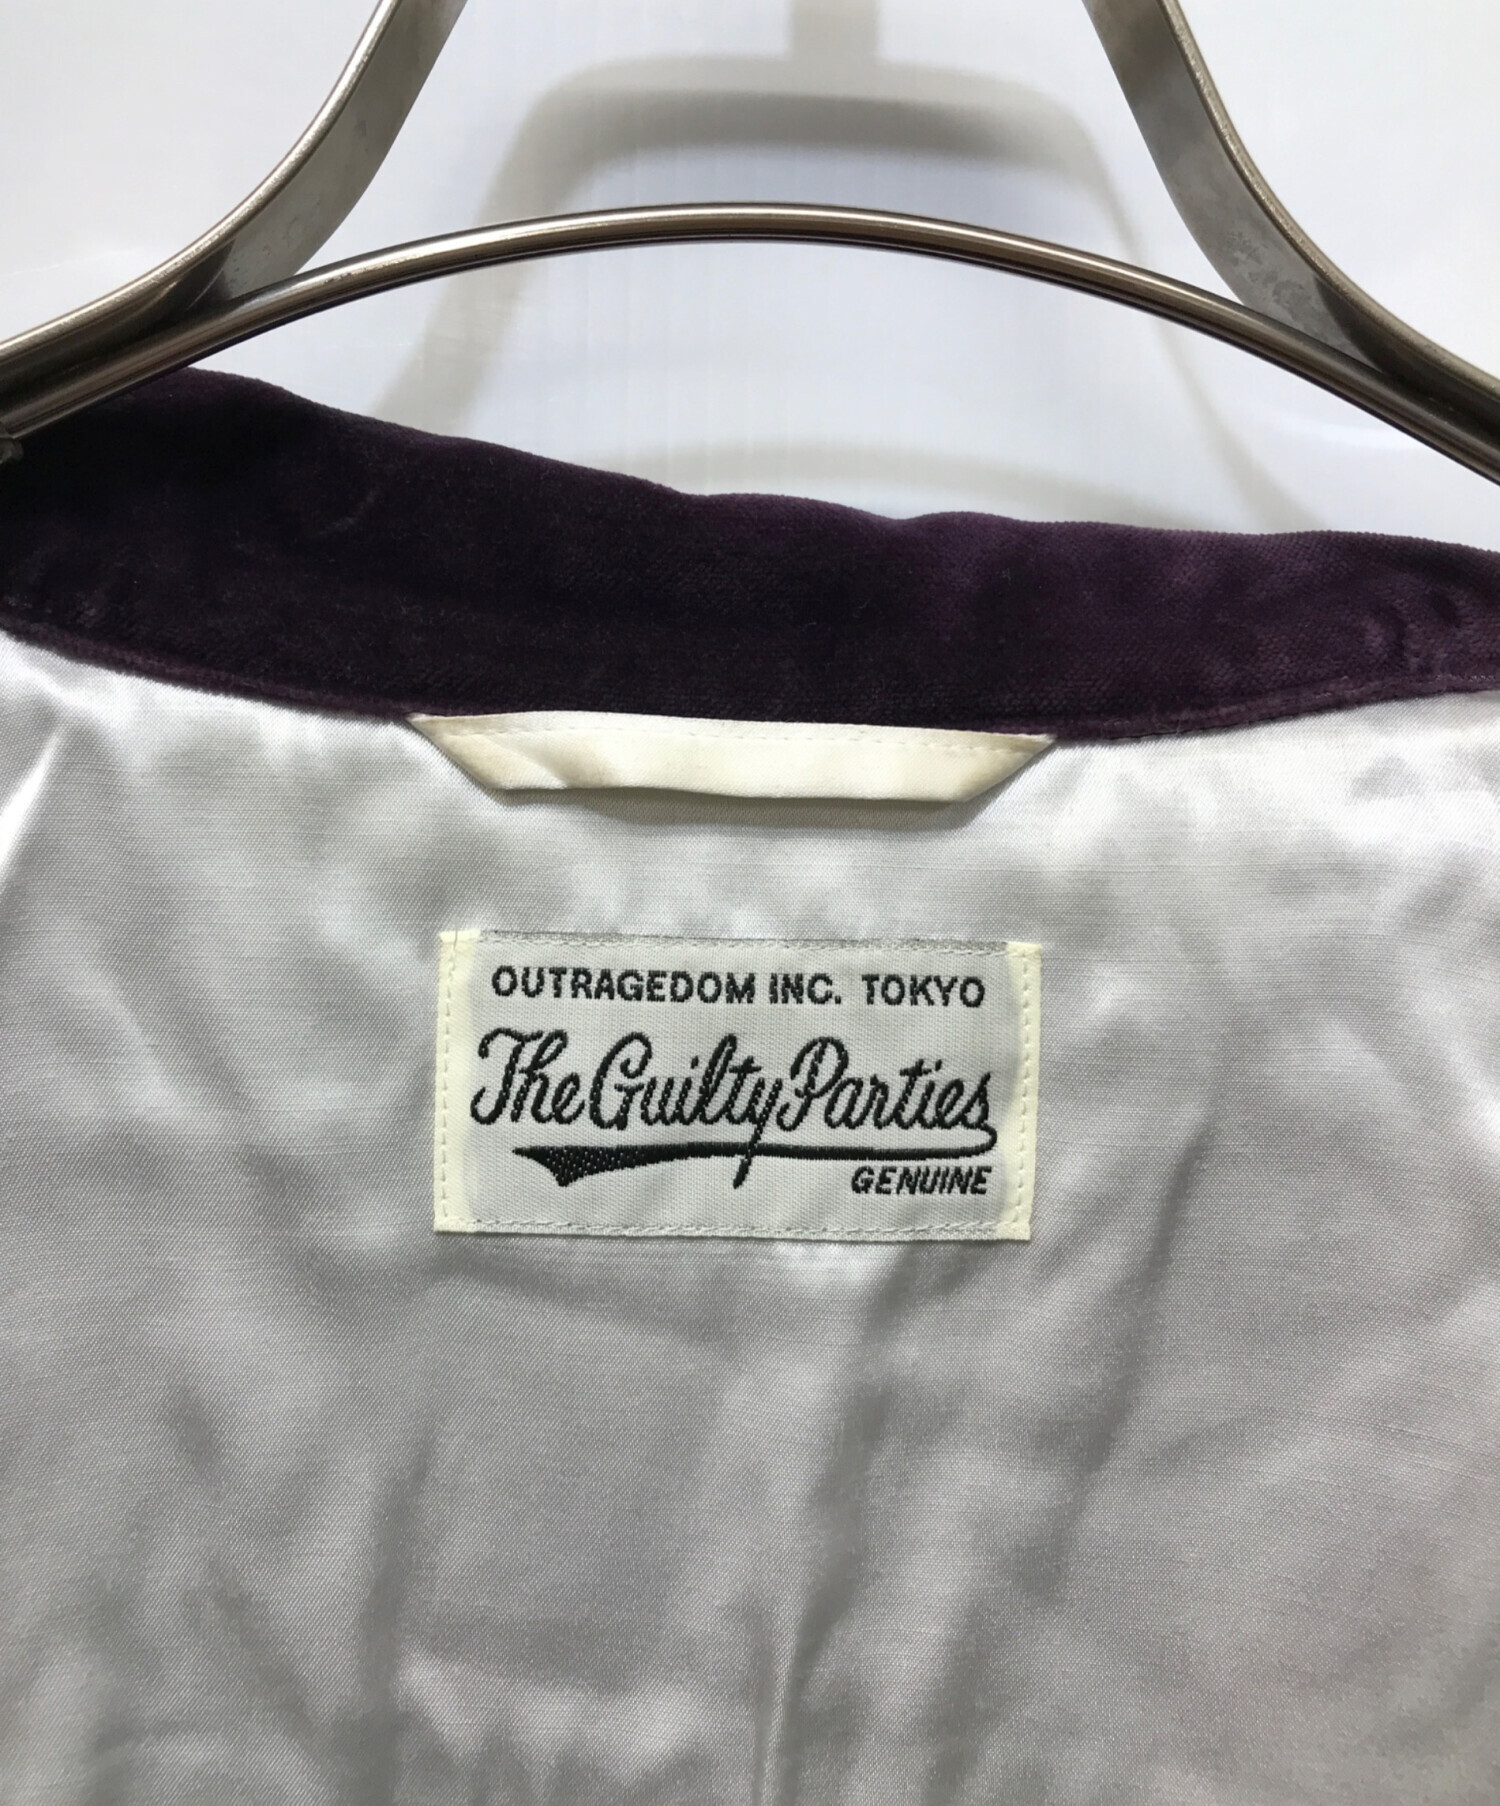 OUTRAGEDOM INC. TOKYO
The Guilty Parties
GENUINE